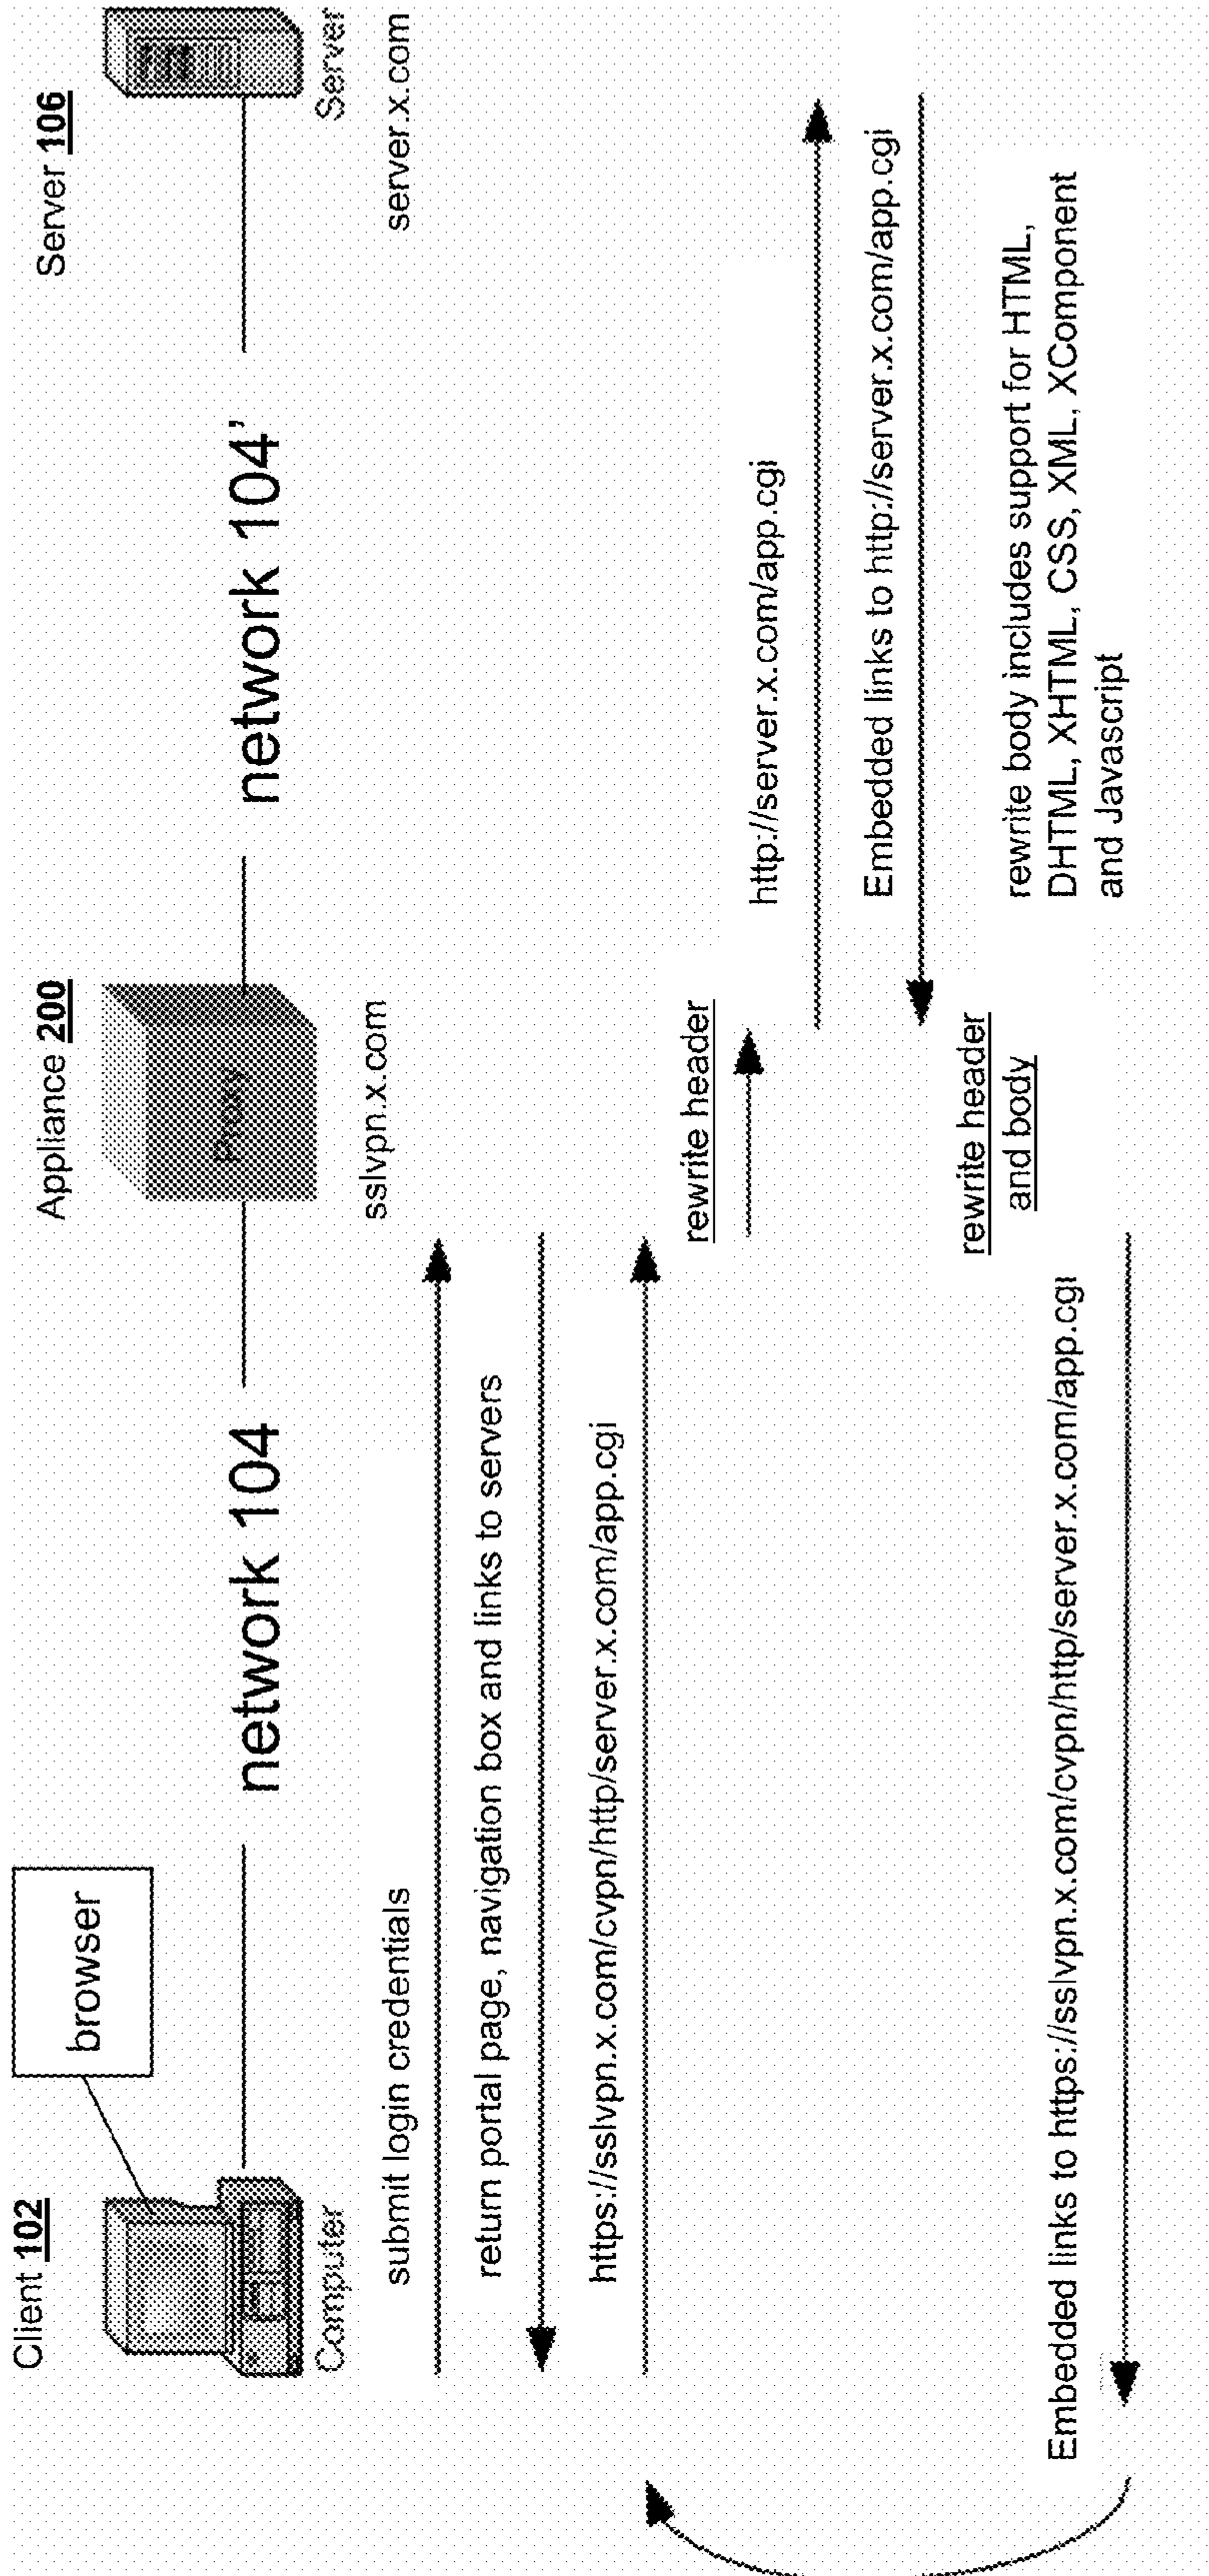 Client 102
browser
Computer
network 104
Appliance 200
Proxy
sslvpn.x.com
network 104'
Server 106
Server
server.x.com
submit login credentials
return portal page, navigation box and links to servers
https://sslvpn.x.com/cvpn/http/server.x.com/app.cgi
rewrite header
http://server.x.com/app.cgi
Embedded links to http://server.x.com/app.cgi
rewrite header
and body
rewrite body includes support for HTML,
DHTML, XHTML, CSS, XML, XComponent
and Javascript
Embedded links to https://sslvpn.x.com/cvpn/http/server.x.com/app.cgi